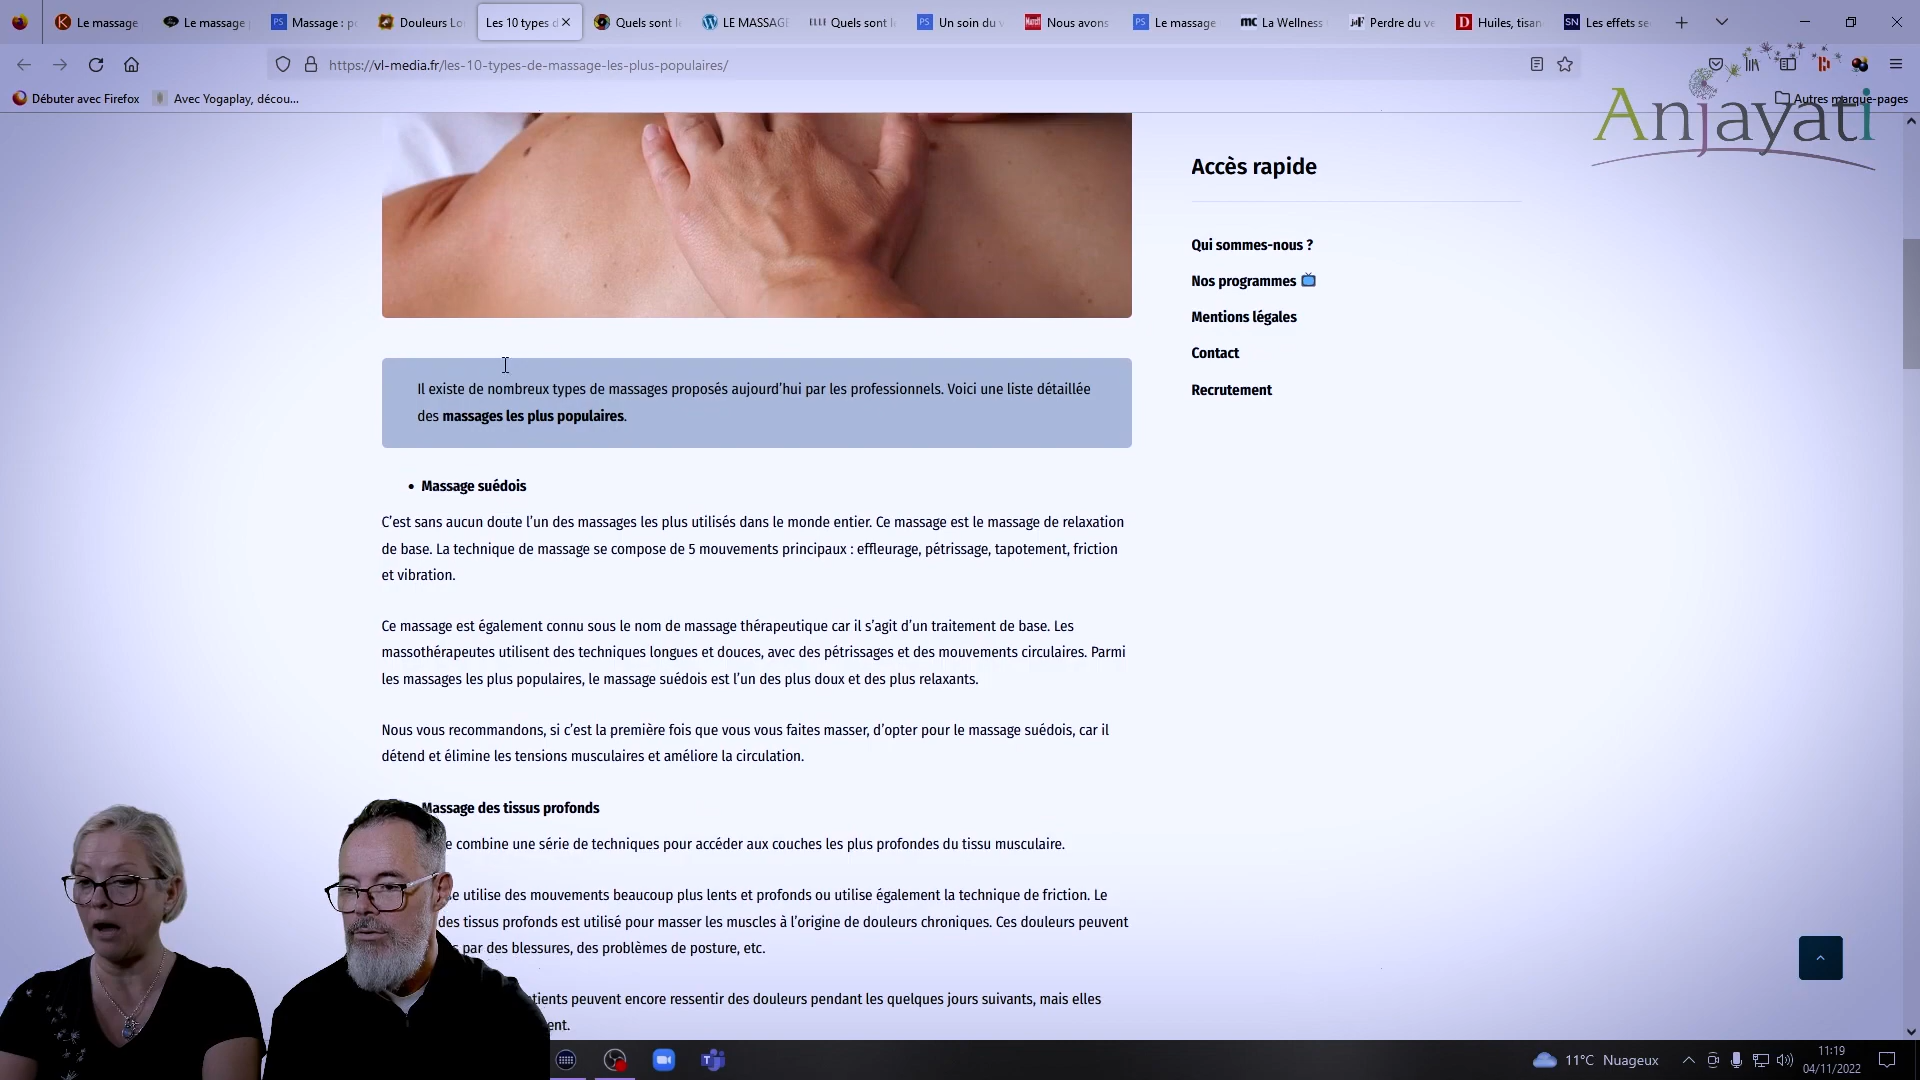 Le massage
Le massage
Massage : p
Douleurs Lo
Les 10 types d
Quels sont l
LE MASSAGE
Quels sont l
Un soin du v
Nous avons
Le massage
La Wellness
Perdre du ve
Huiles, tisan
Les effets se
https://vl-media.fr/les-10-types-de-massage-les-plus-populaires/
Débuter avec Firefox
Avec Yogaplay, décou...
Autres marque-pages
Anjayati
Accès rapide
Qui sommes-nous ?
Nos programmes
Mentions légales
Contact
Recrutement
Il existe de nombreux types de massages proposés aujourd'hui par les professionnels. Voici une liste détaillée
des massages les plus populaires.
• Massage suédois
C'est sans aucun doute l'un des massages les plus utilisés dans le monde entier. Ce massage est le massage de relaxation
de base. La technique de massage se compose de 5 mouvements principaux : effleurage, pétrissage, tapotement, friction
et vibration.
Ce massage est également connu sous le nom de massage thérapeutique car il s'agit d'un traitement de base. Les
massothérapeutes utilisent des techniques longues et douces, avec des pétrissages et des mouvements circulaires. Parmi
les massages les plus populaires, le massage suédois est l'un des plus doux et des plus relaxants.
Nous vous recommandons, si c'est la première fois que vous vous faites masser, d'opter pour le massage suédois, car il
détend et élimine les tensions musculaires et améliore la circulation.
Massage des tissus profonds
e combine une série de techniques pour accéder aux couches les plus profondes du tissu musculaire.
se utilise des mouvements beaucoup plus lents et profonds ou utilise également la technique de friction. Le
des tissus profonds est utilisé pour masser les muscles à l'origine de douleurs chroniques. Ces douleurs peuvent
par des blessures, des problèmes de posture, etc.
tients peuvent encore ressentir des douleurs pendant les quelques jours suivants, mais elles
ent.
11°C Nuageux
11:19
04/11/2022